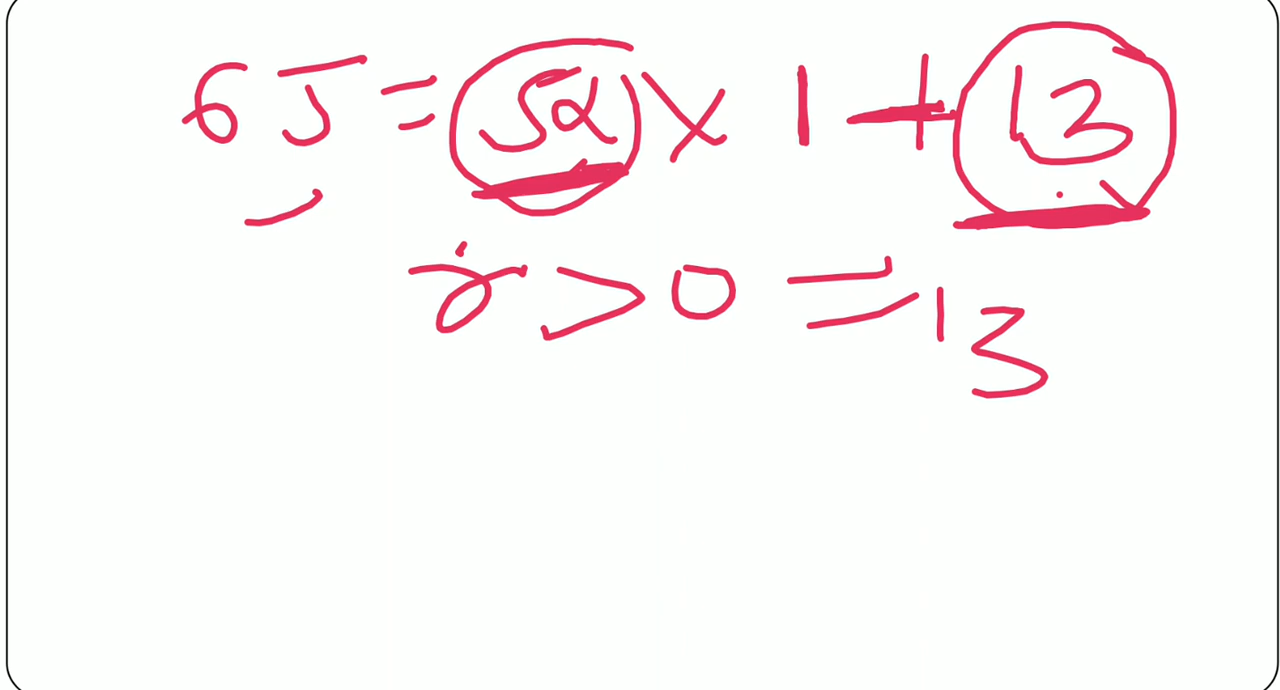 65 = 52 × 1 + 13
r > 0 = 13